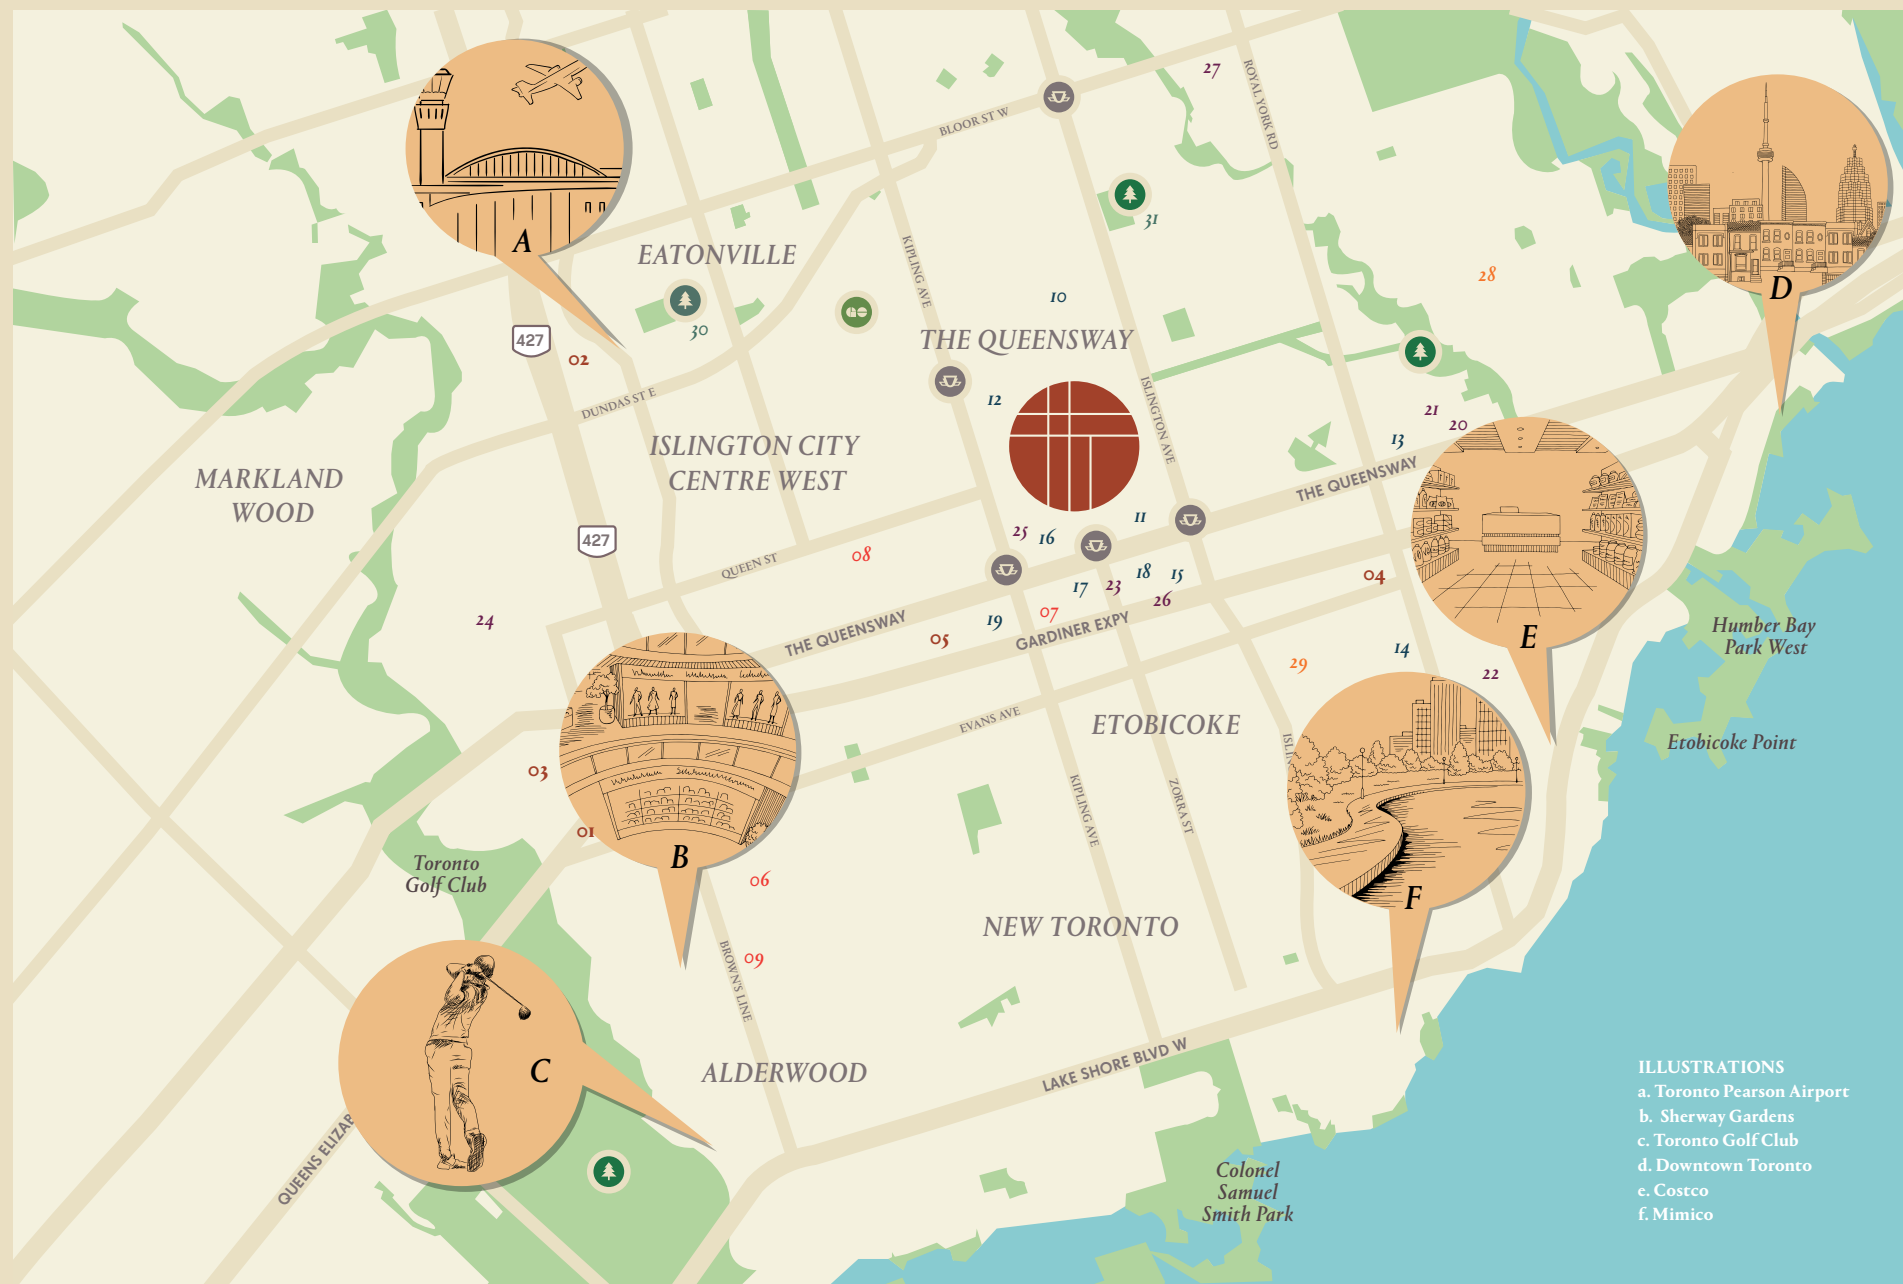 27
ROYAL YORK RD
BLOOR ST W
A
31
EATONVILLE
KIPLING AVE
28
D
10
30
427
02
THE QUEENSWAY
DUNDAS ST E
12
ISLINGTON AVE
21
20
13
ISLINGTON CITY
CENTRE WEST
MARKLAND
WOOD
THE QUEENSWAY
427
25
16
11
08
QUEEN ST
17
23
18
15
26
04
24
THE QUEENSWAY
05
19
07
GARDINER EXPY
E
Humber Bay
Park West
14
29
22
EVANS AVE
ETOBICOKE
Etobicoke Point
ISLI
03
KIPLING AVE
ZORRA ST
01
B
Toronto
Golf Club
06
F
NEW TORONTO
BROWN'S LINE
09
C
ALDERWOOD
LAKE SHORE BLVD W
QUEENS ELIZAB
Colonel
Samuel
Smith Park
ILLUSTRATIONS
a. Toronto Pearson Airport
b. Sherway Gardens
c. Toronto Golf Club
d. Downtown Toronto
e. Costco
f. Mimico